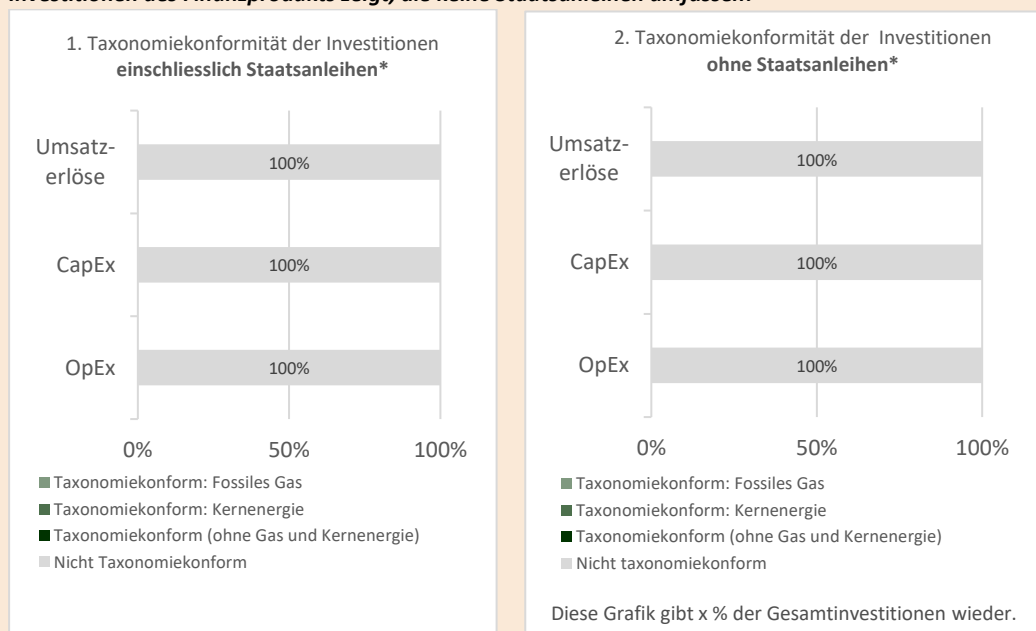 Investitionen des Finanzprodukts zeigt, die keine Staatsanleihen umfassen.
1. Taxonomiekonformität der Investitionen
einschliesslich Staatsanleihen*
Umsatz-
erlöse
100%
CapEx
100%
OpEx
100%
0% 50% 100%
Taxonomiekonform: Fossiles Gas
Taxonomiekonform: Kernenergie
Taxonomiekonform (ohne Gas und Kernenergie)
Nicht Taxonomiekonform
2. Taxonomiekonformität der Investitionen
ohne Staatsanleihen*
Umsatz-
erlöse
100%
CapEx
100%
OpEx
100%
0% 50% 100%
Taxonomiekonform: Fossiles Gas
Taxonomiekonform: Kernenergie
Taxonomiekonform (ohne Gas und Kernenergie)
Nicht taxonomiekonform
Diese Grafik gibt x % der Gesamtinvestitionen wieder.